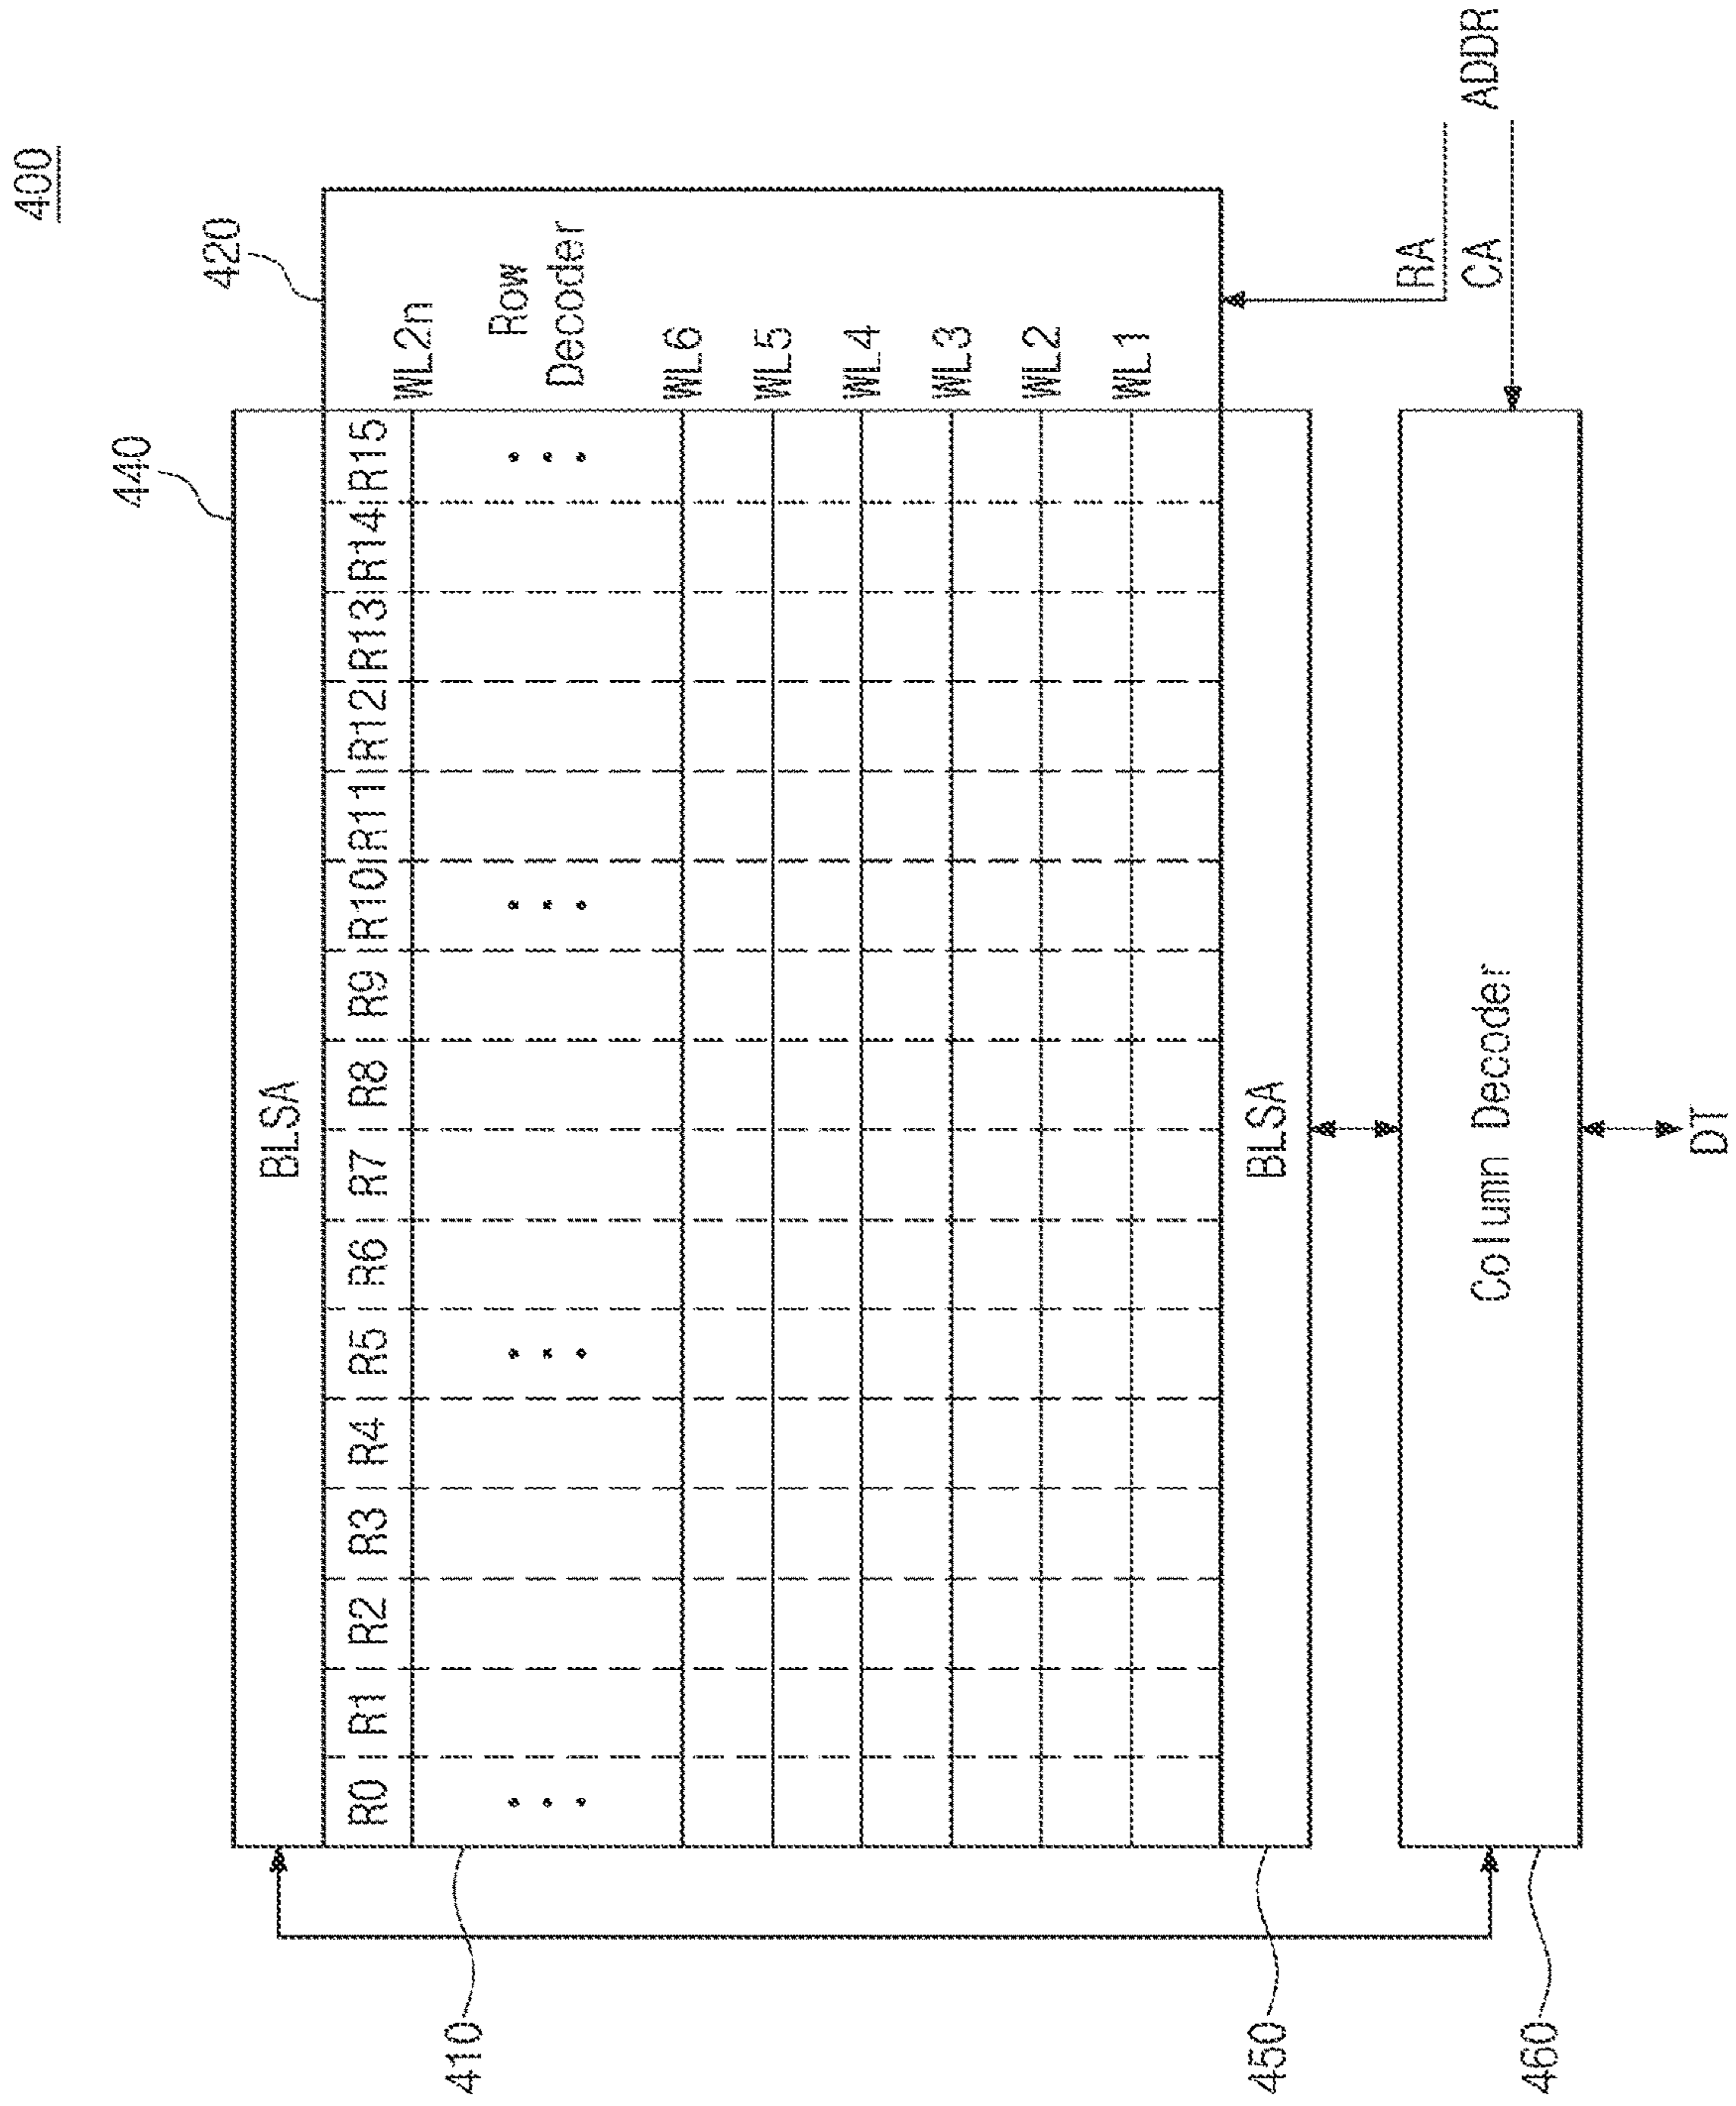 400
440
420
BLSA
R0 R1 R2 R3 R4 R5 R6 R7 R8 R9 R10 R11 R12 R13 R14 R15
WL2n
Row
Decoder
410
WL6
WL5
WL4
WL3
WL2
WL1
BLSA
450
RA
CA
ADDR
Column Decoder
460
DT